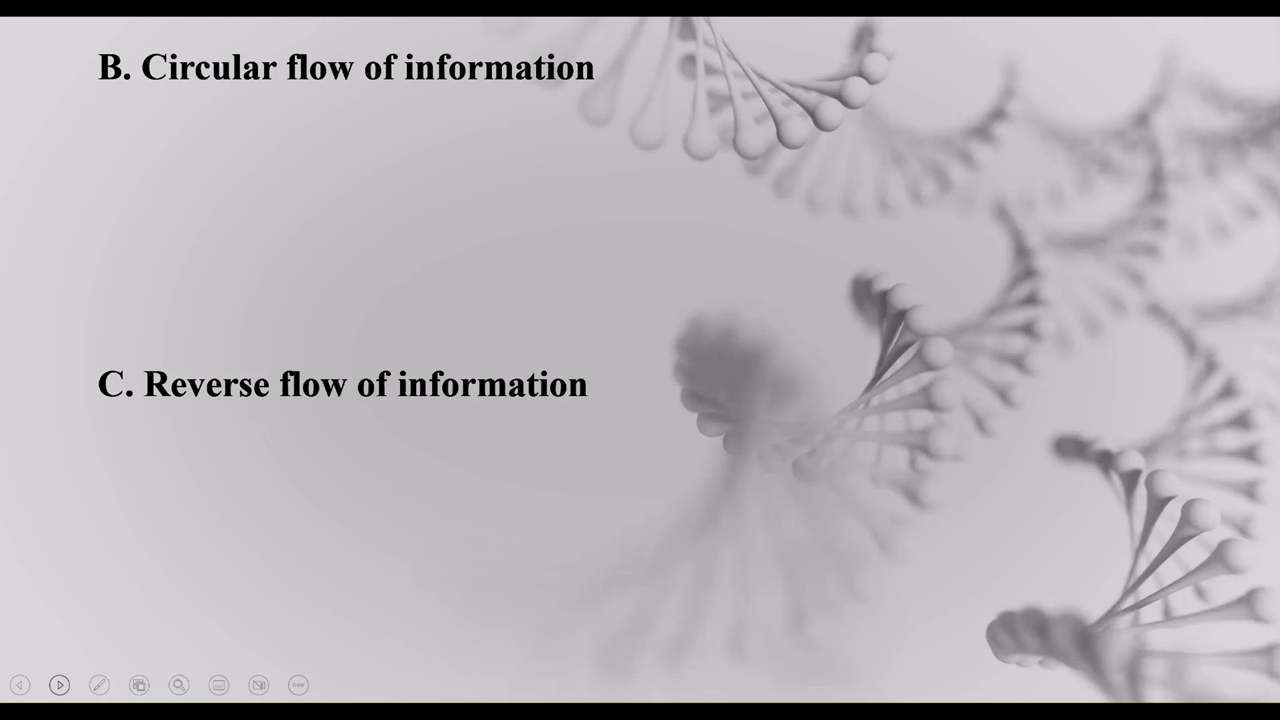 B. Circular flow of information
C. Reverse flow of information